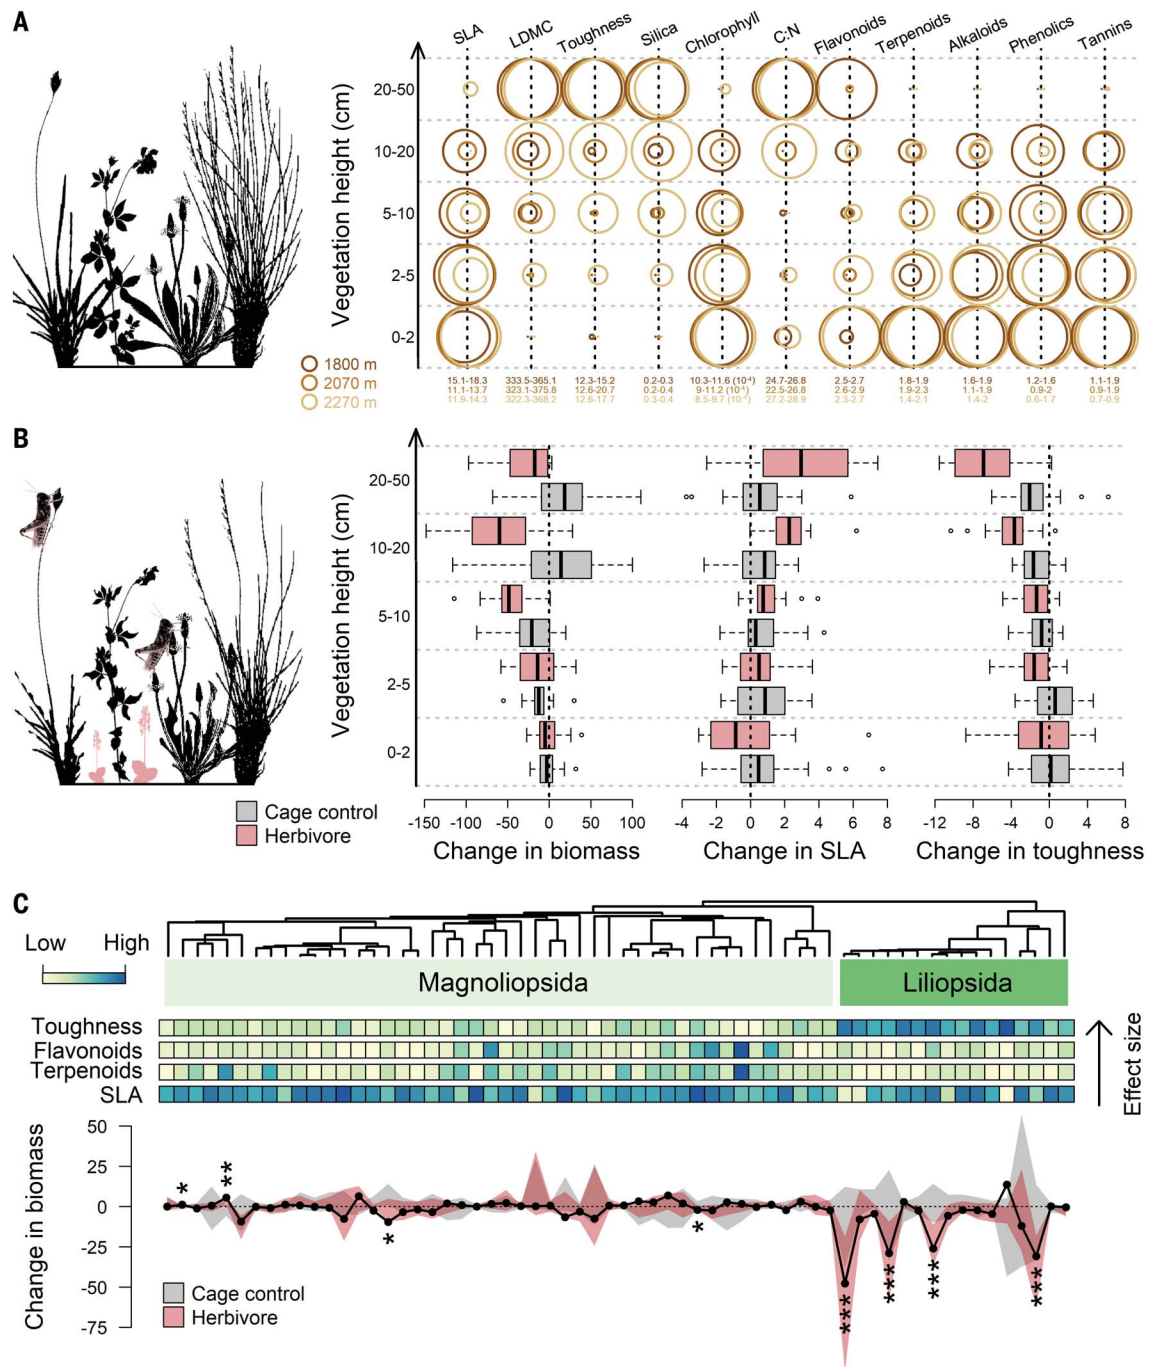 A
SLA LDMC Toughness Silica Chlorophyll C:N Flavonoids Terpenoids Alkaloids Phenolics Tannins
Vegetation height (cm)
20-50
10-20
5-10
2-5
0-2
1800 m
2070 m
2270 m
15.1-18.3 333.5-365.1 12.3-15.2 0.2-0.3 10.3-11.6 (10⁻⁴) 24.7-26.8 2.5-2.7 1.8-1.9 1.6-1.9 1.2-1.6 1.1-1.9
11.1-13.7 323.1-375.8 12.6-20.7 0.2-0.4 9-11.2 (10⁻⁴) 22.5-26.8 2.6-2.9 1.9-2.3 1.1-1.9 0.9-2 0.9-1.9
11.9-14.3 322.3-368.2 12.6-17.7 0.3-0.4 8.5-9.7 (10⁻⁴) 27.2-28.9 2.3-2.7 1.4-2.1 1.4-2 0.6-1.7 0.7-0.9
B
Vegetation height (cm)
20-50
10-20
5-10
2-5
0-2
Cage control
Herbivore
-150 -100 -50 0 50 100
-4 -2 0 2 4 6 8
-12 -8 -4 0 4 8
Change in biomass
Change in SLA
Change in toughness
C
Low High
Magnoliopsida
Liliopsida
Toughness
Flavonoids
Terpenoids
SLA
Effect size
Change in biomass
50
25
0
-25
-50
-75
*
**
*
*
***
***
***
***
Cage control
Herbivore